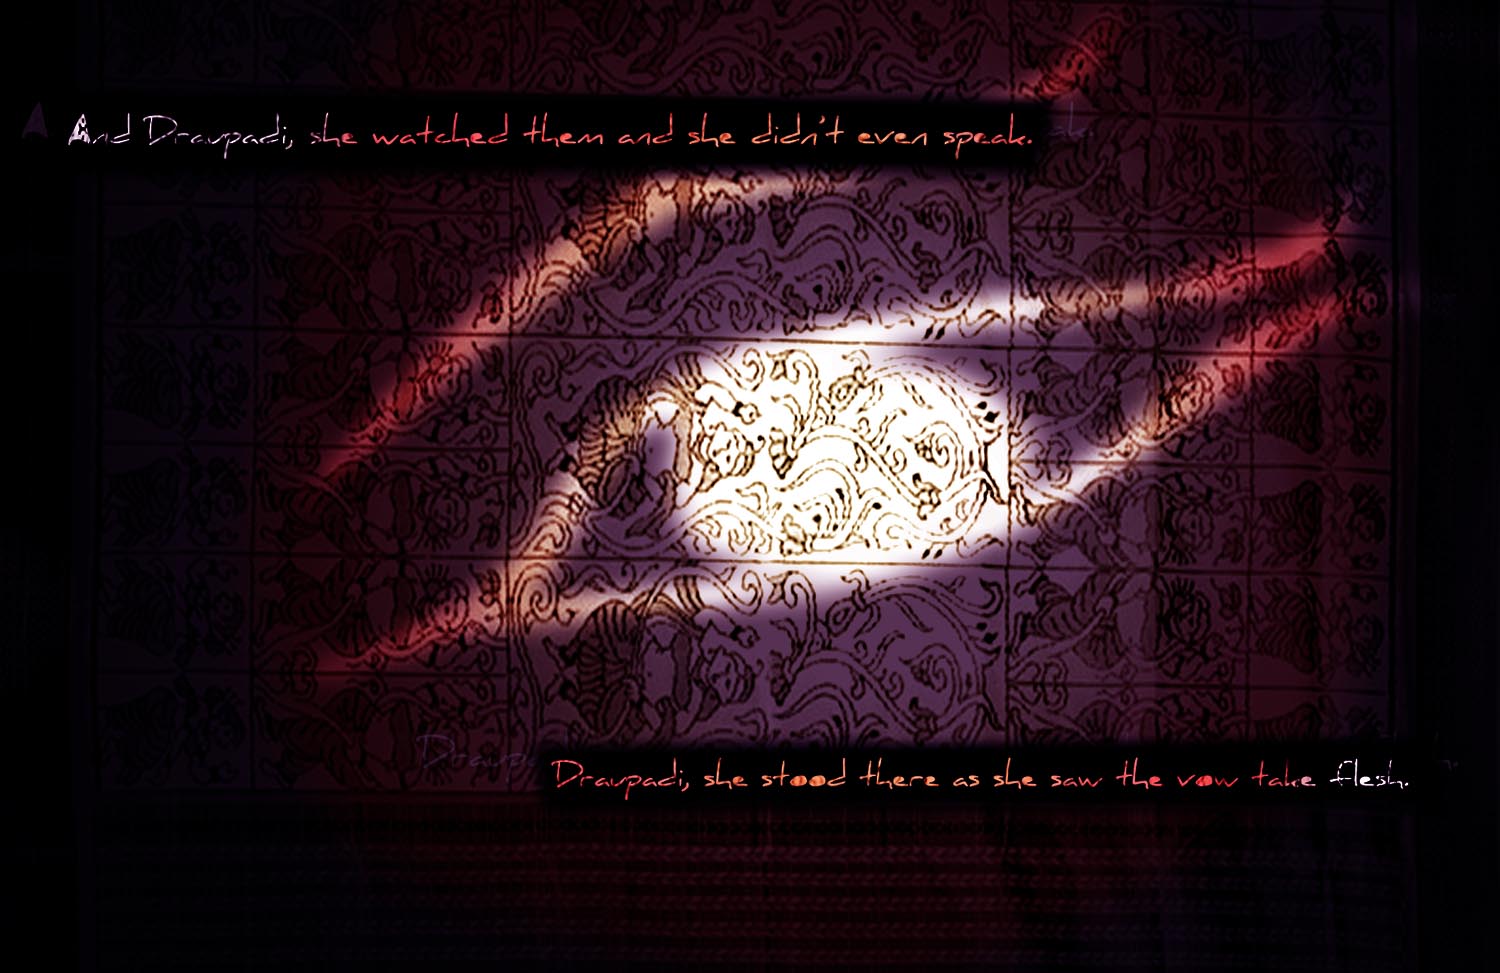 And Draupadi, she watched them and she didn't even speak.
Draupadi, she stood there as she saw the vow take flesh.